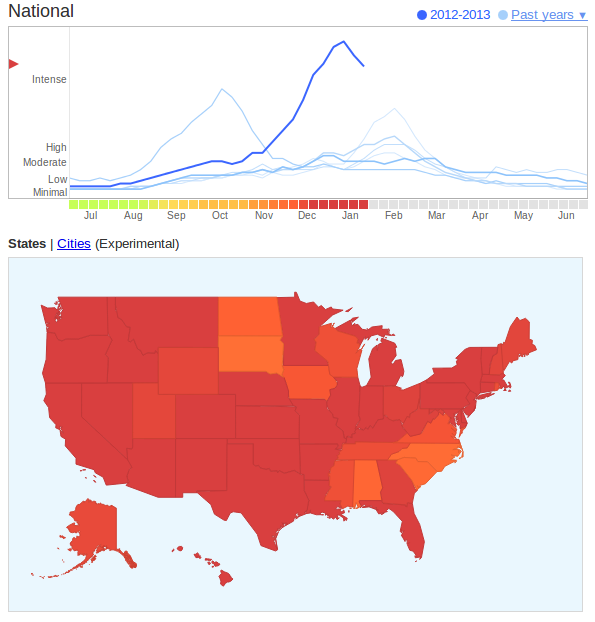 National
2012-2013 Past years ▼
Intense
High
Moderate
Low
Minimal
Jul Aug Sep Oct Nov Dec Jan Feb Mar Apr May Jun
States | Cities (Experimental)